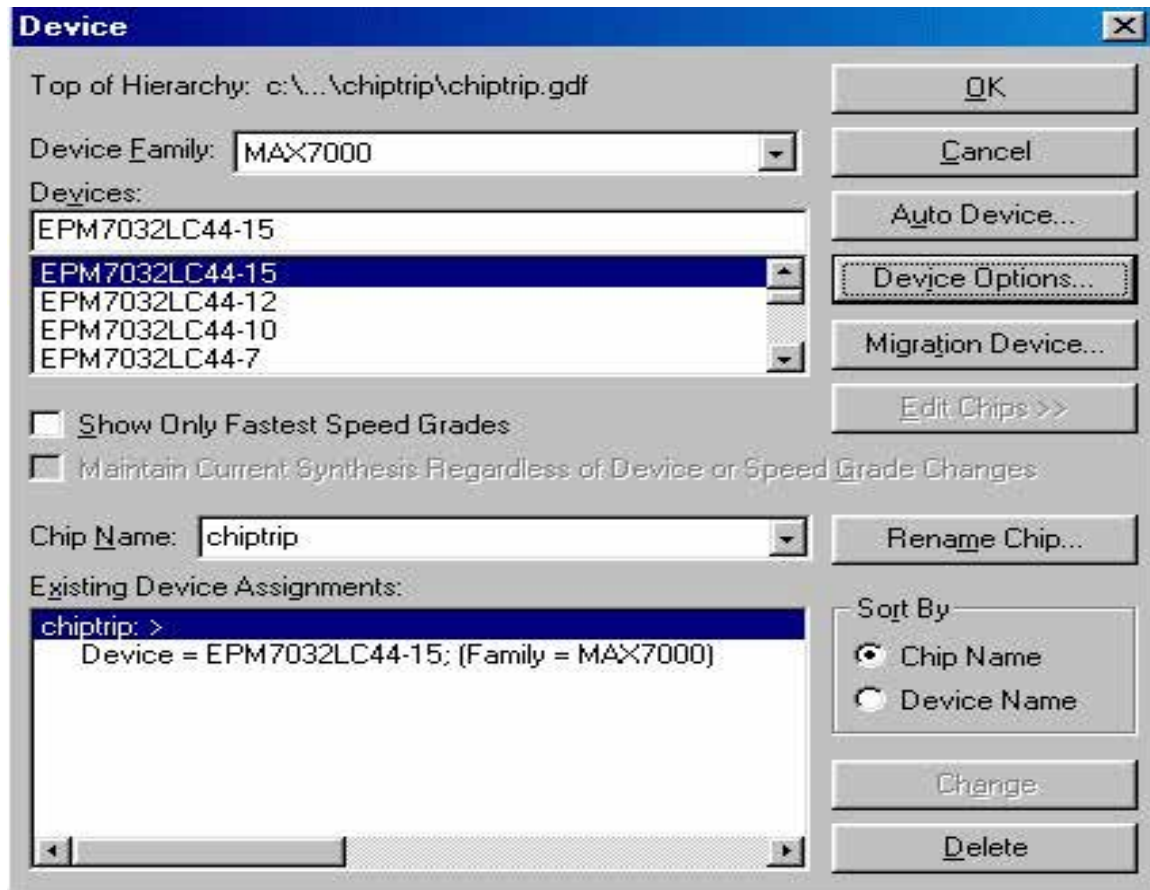 Device
Top of Hierarchy: c:\...\chiptrip\chiptrip.gdf
OK
Device Family: MAX7000
Cancel
Devices:
EPM7032LC44-15
Auto Device...
EPM7032LC44-15
EPM7032LC44-12
EPM7032LC44-10
EPM7032LC44-7
Device Options...
Migration Device...
Edit Chips >>
Show Only Fastest Speed Grades
Maintain Current Synthesis Regardless of Device or Speed Grade Changes
Chip Name: chiptrip
Rename Chip...
Existing Device Assignments:
chiptrip: >
Device = EPM7032LC44-15; (Family = MAX7000)
Sort By
Chip Name
Device Name
Change
Delete